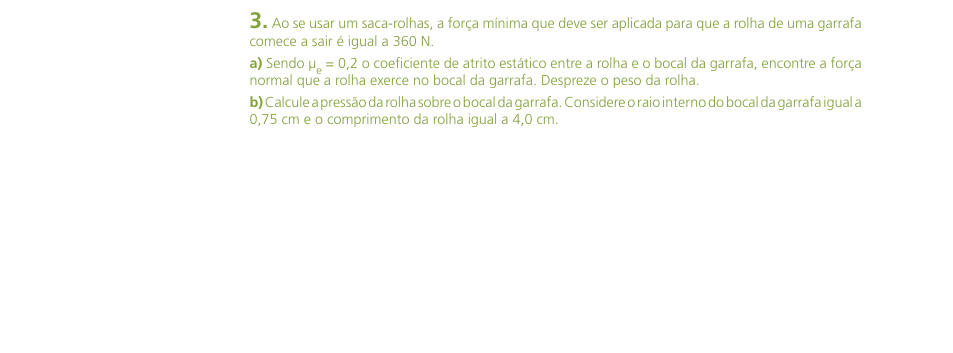 3. Ao se usar um saca-rolhas, a força mínima que deve ser aplicada para que a rolha de uma garrafa
comece a sair é igual a 360 N.
a) Sendo μe = 0,2 o coeficiente de atrito estático entre a rolha e o bocal da garrafa, encontre a força
normal que a rolha exerce no bocal da garrafa. Despreze o peso da rolha.
b) Calcule a pressão da rolha sobre o bocal da garrafa. Considere o raio interno do bocal da garrafa igual a
0,75 cm e o comprimento da rolha igual a 4,0 cm.